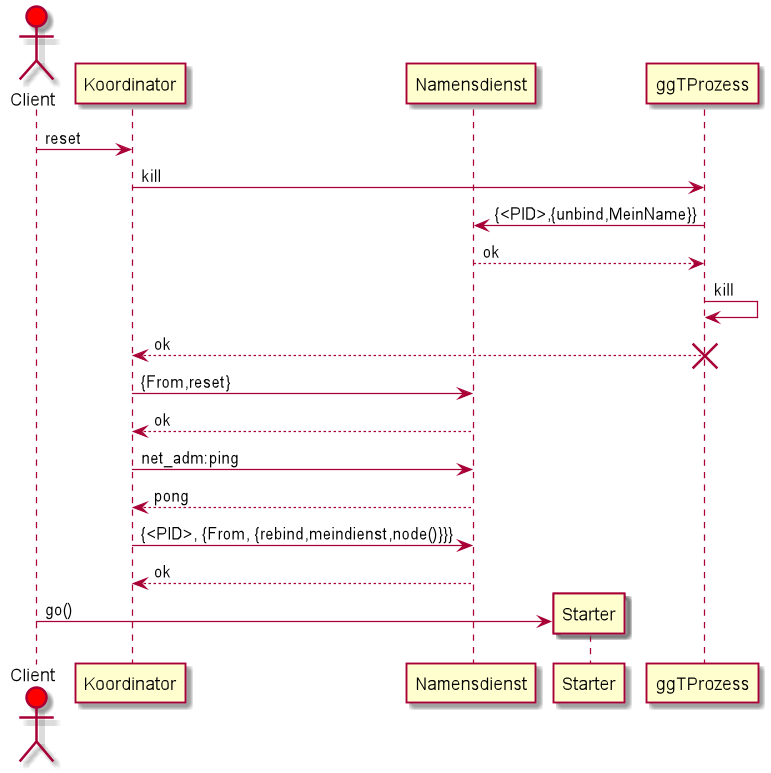 Client
Koordinator
Namensdienst
ggTProzess
reset
kill
{<PID>,{unbind,MeinName}}
ok
kill
ok
{From,reset}
ok
net_adm:ping
pong
{<PID>, {From, {rebind,meindienst,node()}}}
ok
go()
Starter
Client
Koordinator
Namensdienst
Starter
ggTProzess